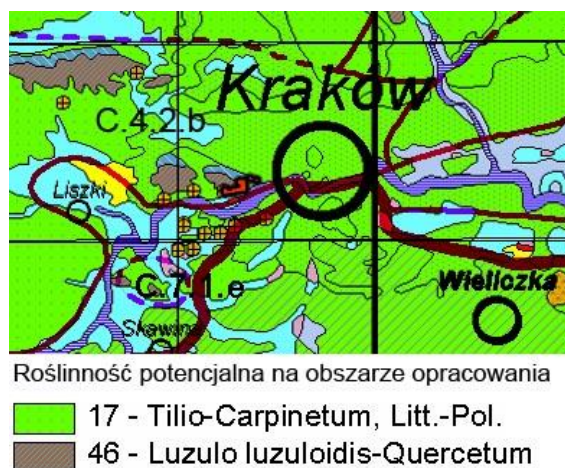 Kraków
C.4.2.b
Liszki
C.7.1.e
Wieliczka
Skawina
Roślinność potencjalna na obszarze opracowania
17 - Tilio-Carpinetum, Litt.-Pol.
46 - Luzulo luzuloidis-Quercetum